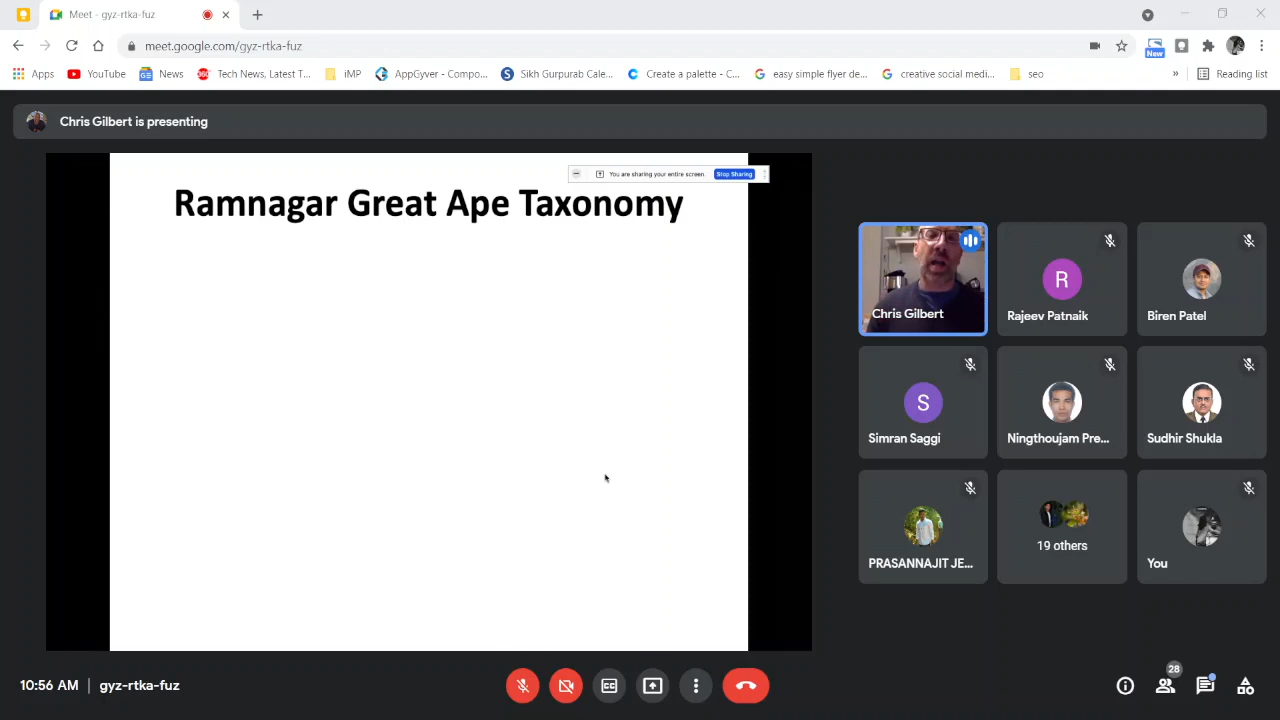 Meet - gyz-rtka-fuz
meet.google.com/gyz-rtka-fuz
New
Apps
YouTube
News
Tech News, Latest T...
iMP
AppGyver - Compo...
Sikh Gurpurab Cale...
Create a palette - C...
easy simple flyer de...
creative social medi...
seo
»
Reading list
Chris Gilbert is presenting
You are sharing your entire screen.
Stop Sharing
Ramnagar Great Ape Taxonomy
Chris Gilbert
R
Rajeev Patnaik
Biren Patel
S
Simran Saggi
Ningthoujam Pre...
Sudhir Shukla
PRASANNAJIT JE...
19 others
You
10:56 AM | gyz-rtka-fuz
CC
28